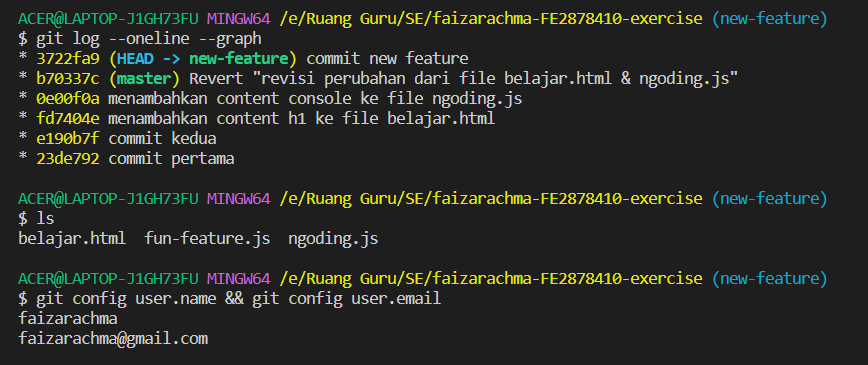 ACER@LAPTOP-J1GH73FU MINGW64 /e/Ruang Guru/SE/faizarachma-FE2878410-exercise (new-feature)
$ git log --oneline --graph
* 3722fa9 (HEAD -> new-feature) commit new feature
* b70337c (master) Revert "revisi perubahan dari file belajar.html & ngoding.js"
* 0e00f0a menambahkan content console ke file ngoding.js
* fd7404e menambahkan content h1 ke file belajar.html
* e190b7f commit kedua
* 23de792 commit pertama
ACER@LAPTOP-J1GH73FU MINGW64 /e/Ruang Guru/SE/faizarachma-FE2878410-exercise (new-feature)
$ ls
belajar.html  fun-feature.js  ngoding.js
ACER@LAPTOP-J1GH73FU MINGW64 /e/Ruang Guru/SE/faizarachma-FE2878410-exercise (new-feature)
$ git config user.name && git config user.email
faizarachma
faizarachma@gmail.com